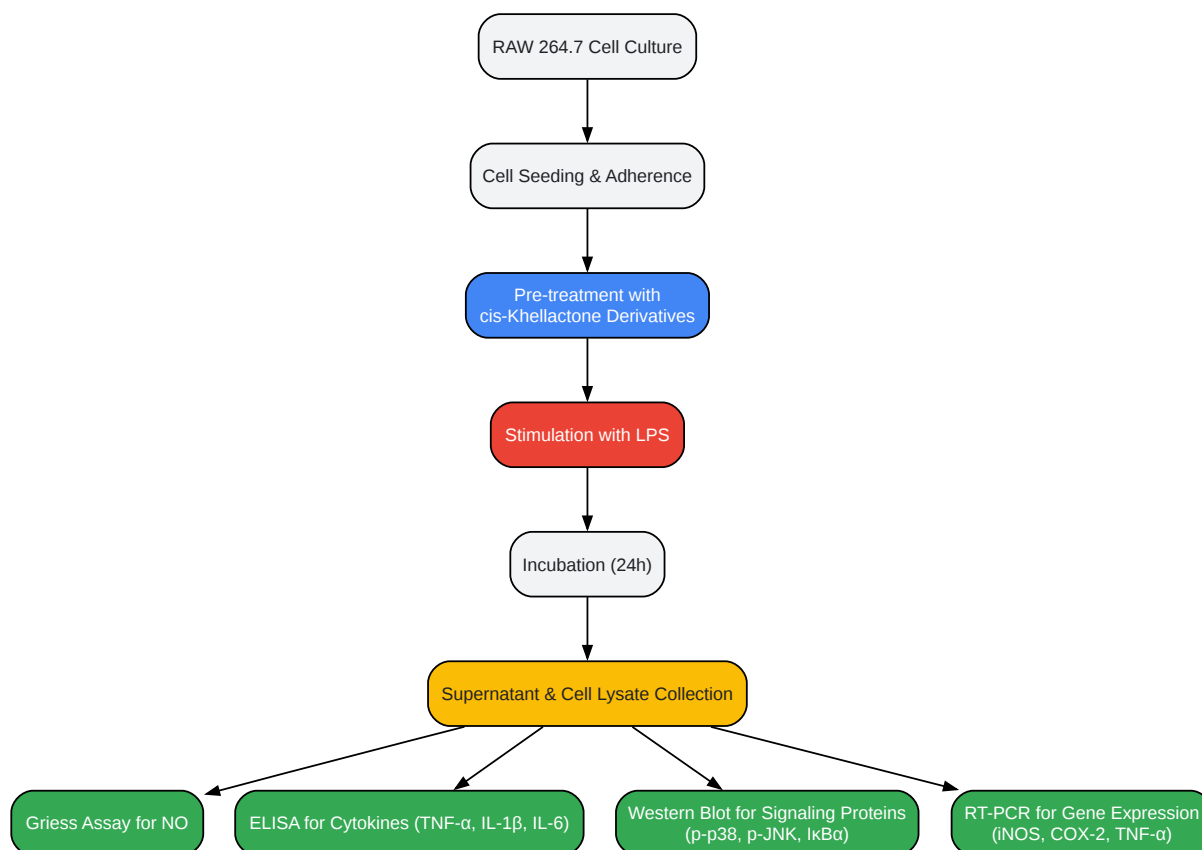 RAW 264.7 Cell Culture
Cell Seeding & Adherence
Pre-treatment with
cis-Khellactone Derivatives
Stimulation with LPS
Incubation (24h)
Supernatant & Cell Lysate Collection
Griess Assay for NO
ELISA for Cytokines (TNF-α, IL-1β, IL-6)
Western Blot for Signaling Proteins
(p-p38, p-JNK, IκBα)
RT-PCR for Gene Expression
(iNOS, COX-2, TNF-α)